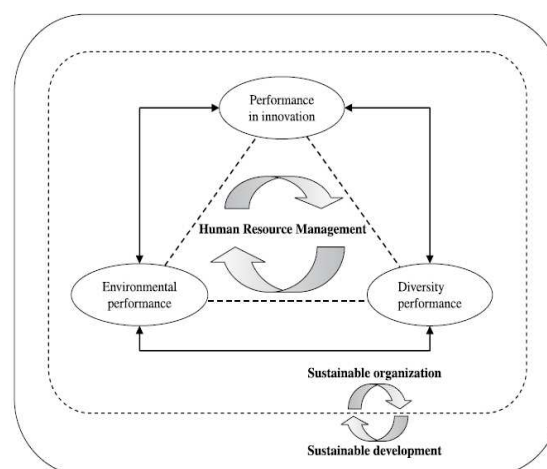 Performance
in innovation
Human Resource Management
Environmental
performance
Diversity
performance
Sustainable organization
Sustainable development